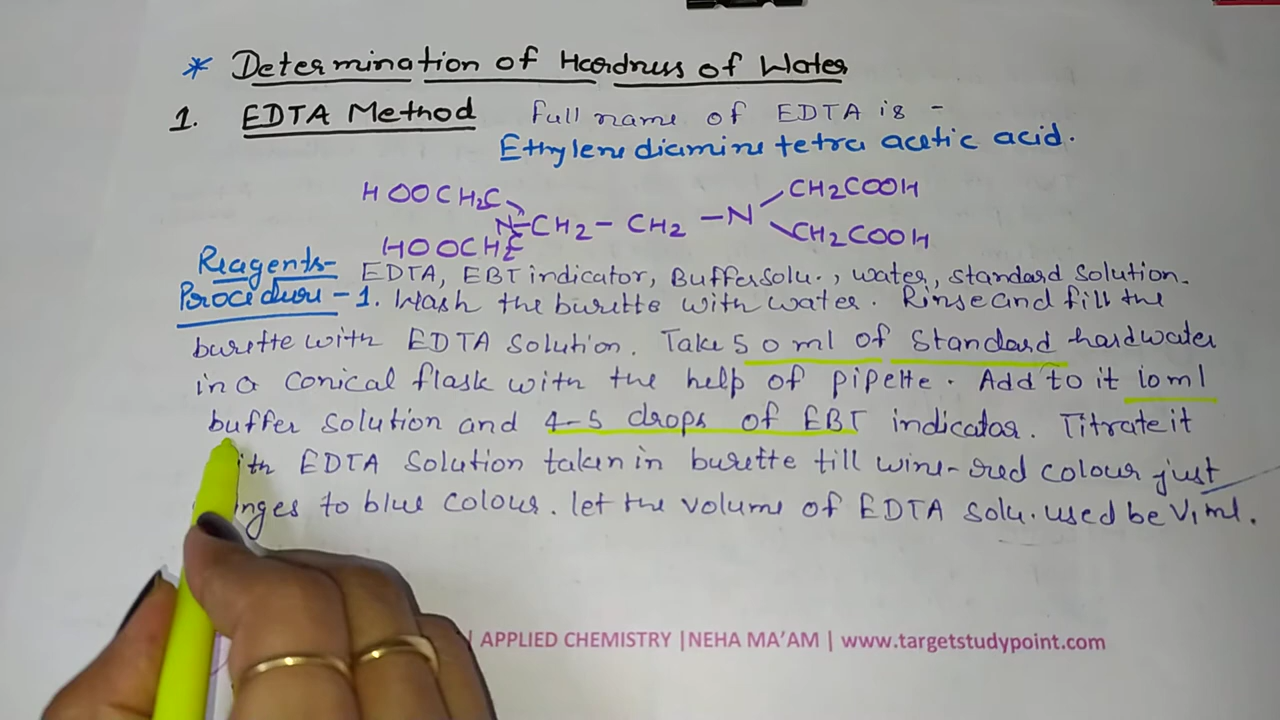 * Determination of Hardness of Water
1. EDTA Method Full name of EDTA is -
Ethylene diamine tetra acetic acid.
HOOCH2C CH2COOH
N-CH2-CH2-N
HOOCH2C CH2COOH
Reagents- EDTA, EBT indicator, Buffer Solu., water, standard solution.
Procedure - 1. Wash the burette with water. Rinse and fill the
burette with EDTA Solution. Take 50 ml of Standard hard water
in a conical flask with the help of pipette. Add to it 10 ml
buffer solution and 4-5 drops of EBT indicator. Titrate it
ith EDTA Solution taken in burette till wine-red colour just
nges to blue colour. let the volume of EDTA solu. used be V1 ml.
| APPLIED CHEMISTRY | NEHA MA'AM | www.targetstudypoint.com